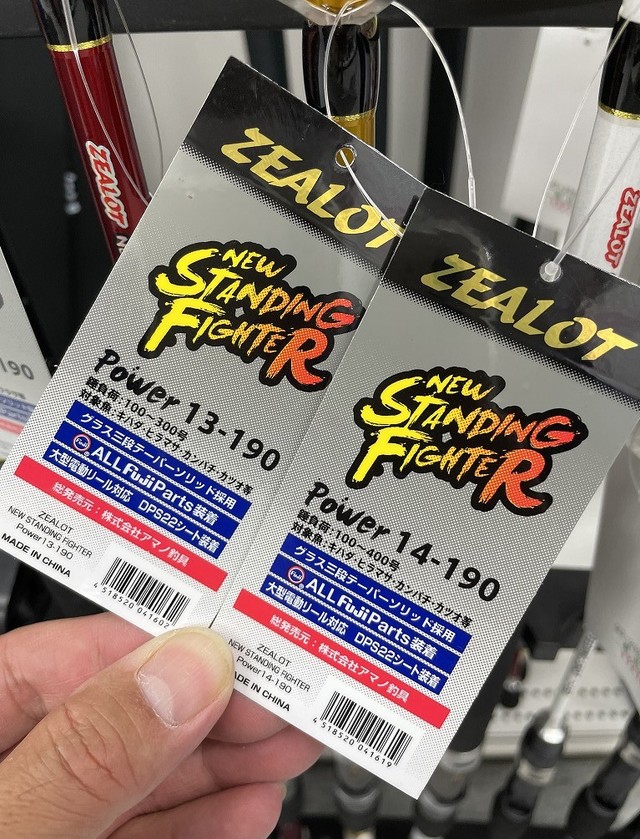 ZEALOT
NEW
STANDING
FIGHTER
Power 13-190
錘負荷:100～300号
対象魚:キハダ・ヒラマサ・カンパチ・カツオ等
グラス三段テーパーソリッド採用
Fuji ALL Fuji Parts装着
大型電動リール対応 DPS22シート装着
総発売元:株式会社アマノ釣具
ZEALOT
NEW STANDING FIGHTER
Power13-190
MADE IN CHINA
4 518520 041602
ZEALOT
NEW
STANDING
FIGHTER
Power 14-190
錘負荷:100～400号
対象魚:キハダ・ヒラマサ・カンパチ・カツオ等
グラス三段テーパーソリッド採用
Fuji ALL Fuji Parts装着
大型電動リール対応 DPS22シート装着
総発売元:株式会社アマノ釣具
ZEALOT
NEW STANDING FIGHTER
Power14-190
MADE IN CHINA
4 518520 041619
ZEALOT
ZEALOT
190